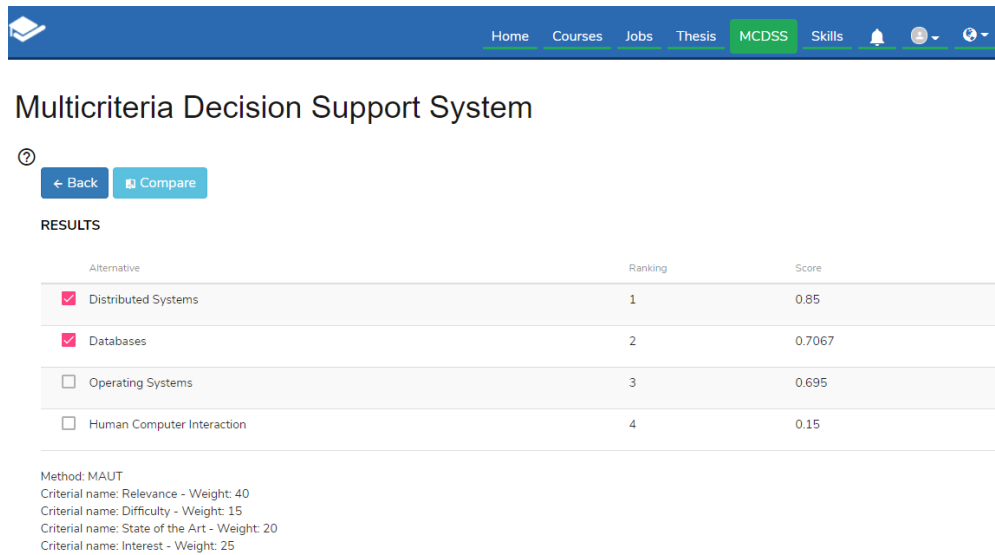 Home Courses Jobs Thesis MCDSS Skills
Multicriteria Decision Support System
Back Compare
RESULTS
Alternative Ranking Score
Distributed Systems 1 0.85
Databases 2 0.7067
Operating Systems 3 0.695
Human Computer Interaction 4 0.15
Method: MAUT
Criterial name: Relevance - Weight: 40
Criterial name: Difficulty - Weight: 15
Criterial name: State of the Art - Weight: 20
Criterial name: Interest - Weight: 25